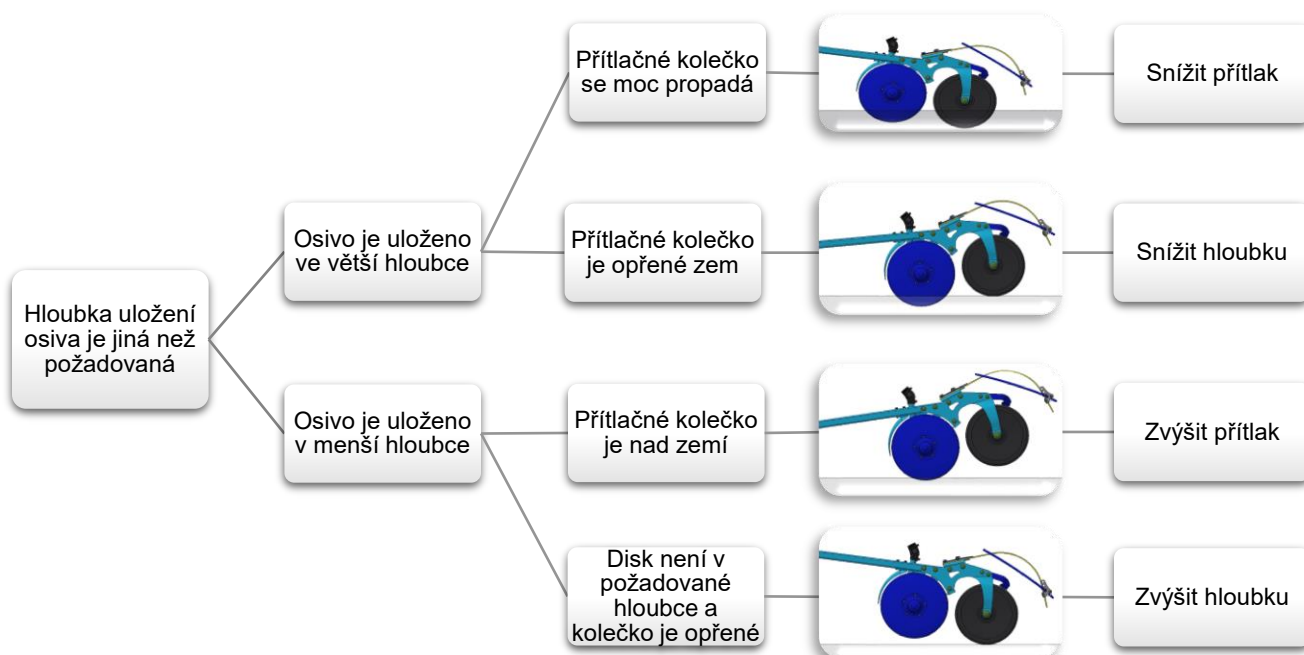 Hloubka uložení
osiva je jiná než
požadovaná
Osivo je uloženo
ve větší hloubce
Přítlačné kolečko
se moc propadá
Snížit přítlak
Přítlačné kolečko
je opřené zem
Snížit hloubku
Osivo je uloženo
v menší hloubce
Přítlačné kolečko
je nad zemí
Zvýšit přítlak
Disk není v
požadované
hloubce a
kolečko je opřené
Zvýšit hloubku